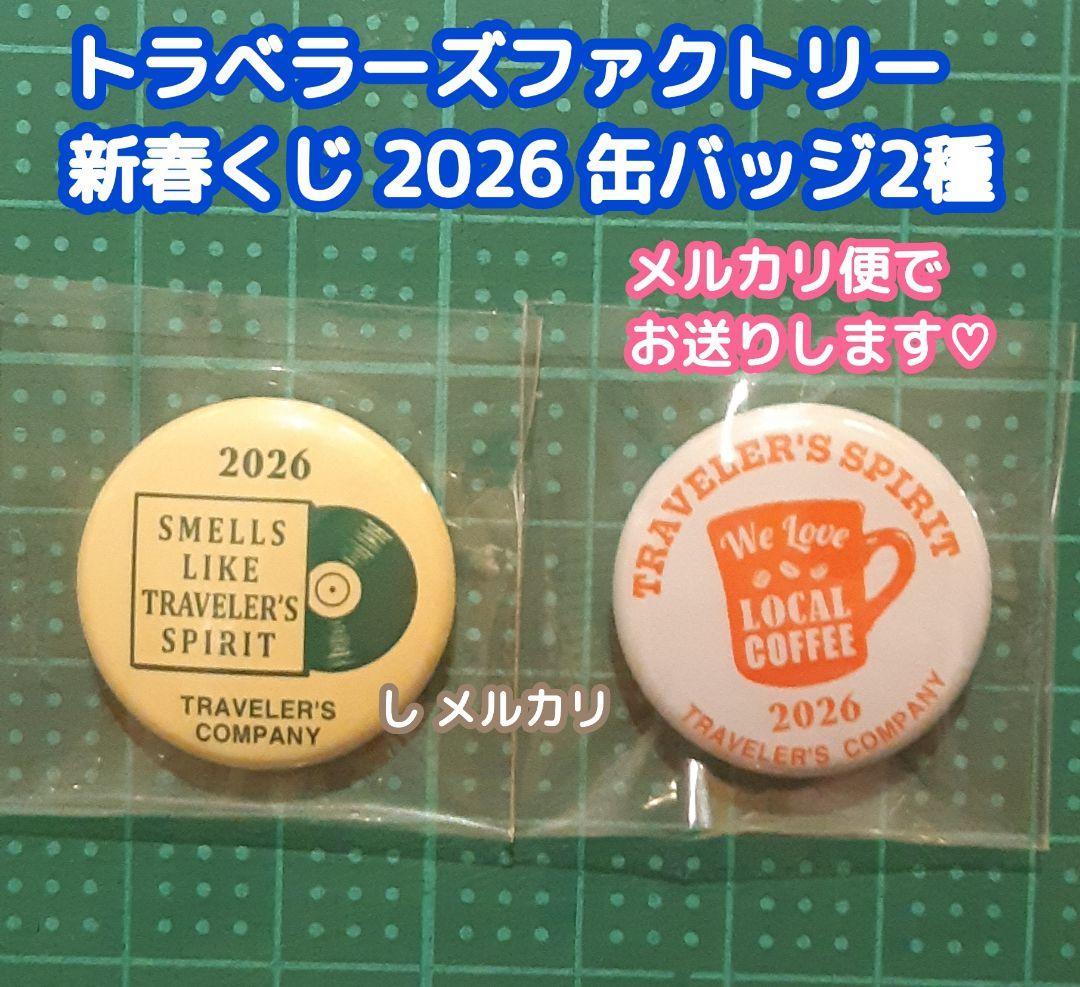 トラベラーズファクトリー
新春くじ 2026 缶バッジ2種
メルカリ便で
お送りします♡
2026
SMELLS
LIKE
TRAVELER'S
SPIRIT
TRAVELER'S
COMPANY
TRAVELER'S SPIRIT
We Love
LOCAL
COFFEE
2026
TRAVELER'S COMPANY
し メルカリ